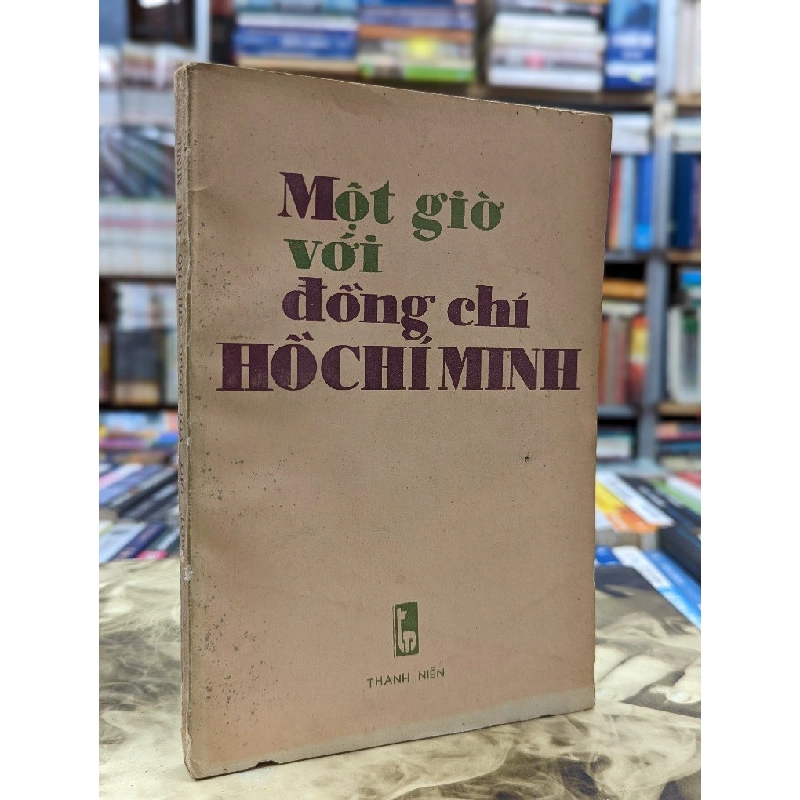 Một giờ
với
đồng chí
HỒ CHÍ MINH
THANH NIÊN